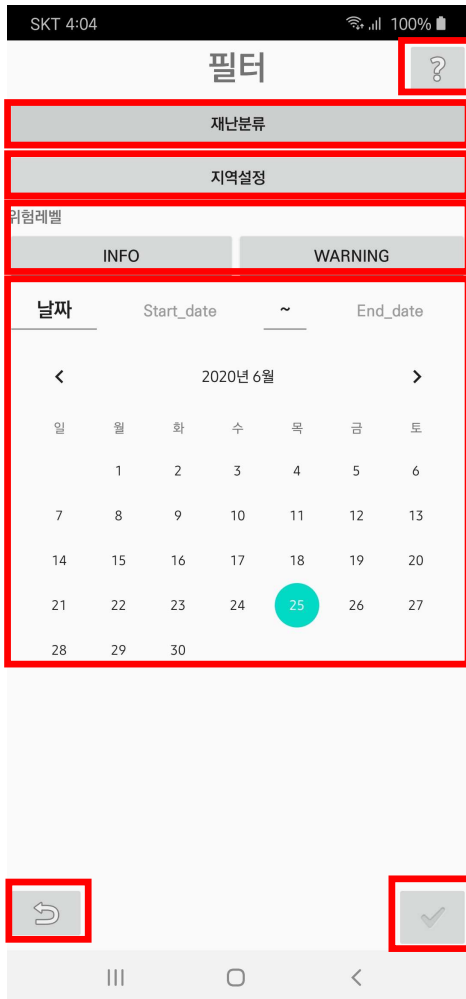 SKT 4:04 100%
필터 ?
재난분류
지역설정
위험레벨
INFO WARNING
날짜 Start_date ~ End_date
< 2020년 6월 >
일 월 화 수 목 금 토
1 2 3 4 5 6
7 8 9 10 11 12 13
14 15 16 17 18 19 20
21 22 23 24 25 26 27
28 29 30